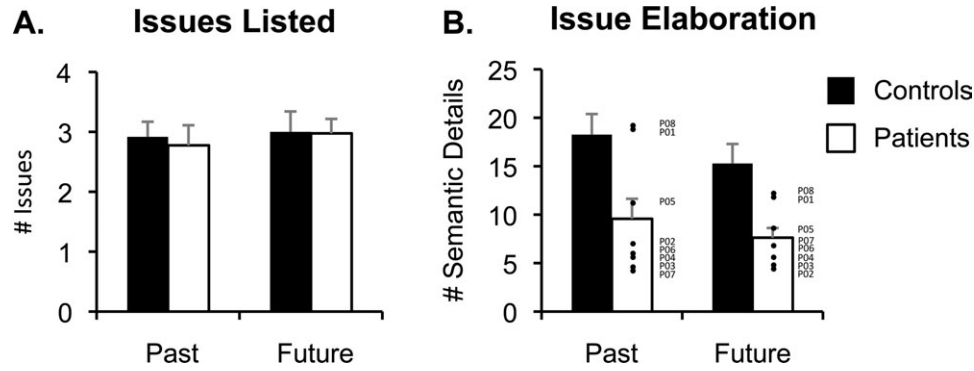 A.
Issues Listed
# Issues
4
3
2
1
0
Past
Future
B.
Issue Elaboration
# Semantic Details
25
20
15
10
5
0
P08
P01
P05
P02
P06
P04
P03
P07
P08
P01
P05
P07
P06
P04
P03
P02
Past
Future
Controls
Patients